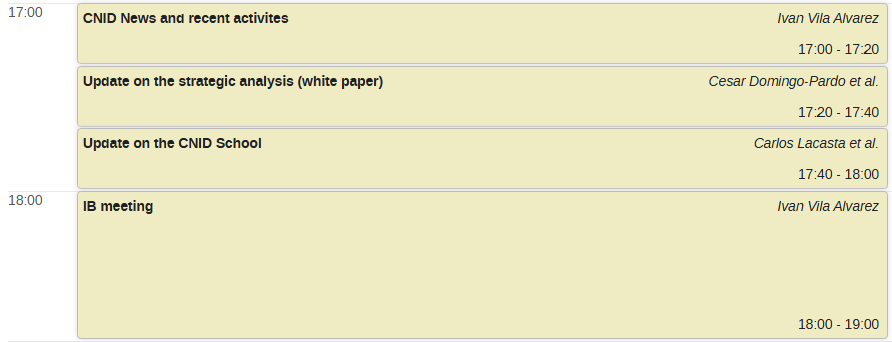 17:00
CNID News and recent activites
Ivan Vila Alvarez
17:00 - 17:20
Update on the strategic analysis (white paper)
Cesar Domingo-Pardo et al.
17:20 - 17:40
Update on the CNID School
Carlos Lacasta et al.
17:40 - 18:00
18:00
IB meeting
Ivan Vila Alvarez
18:00 - 19:00